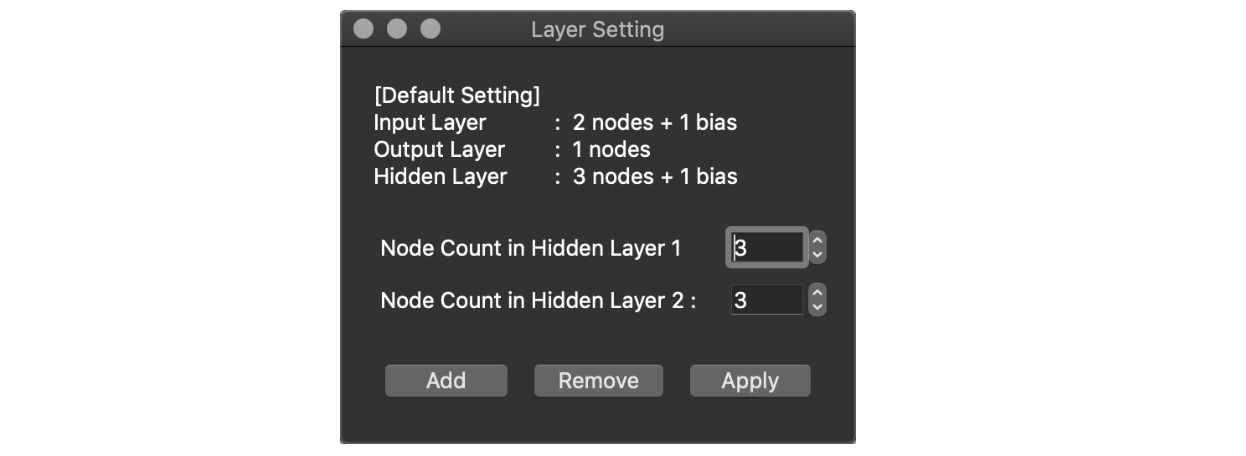 Layer Setting
[Default Setting]
Input Layer : 2 nodes + 1 bias
Output Layer : 1 nodes
Hidden Layer : 3 nodes + 1 bias
Node Count in Hidden Layer 1 3
Node Count in Hidden Layer 2 : 3
Add Remove Apply